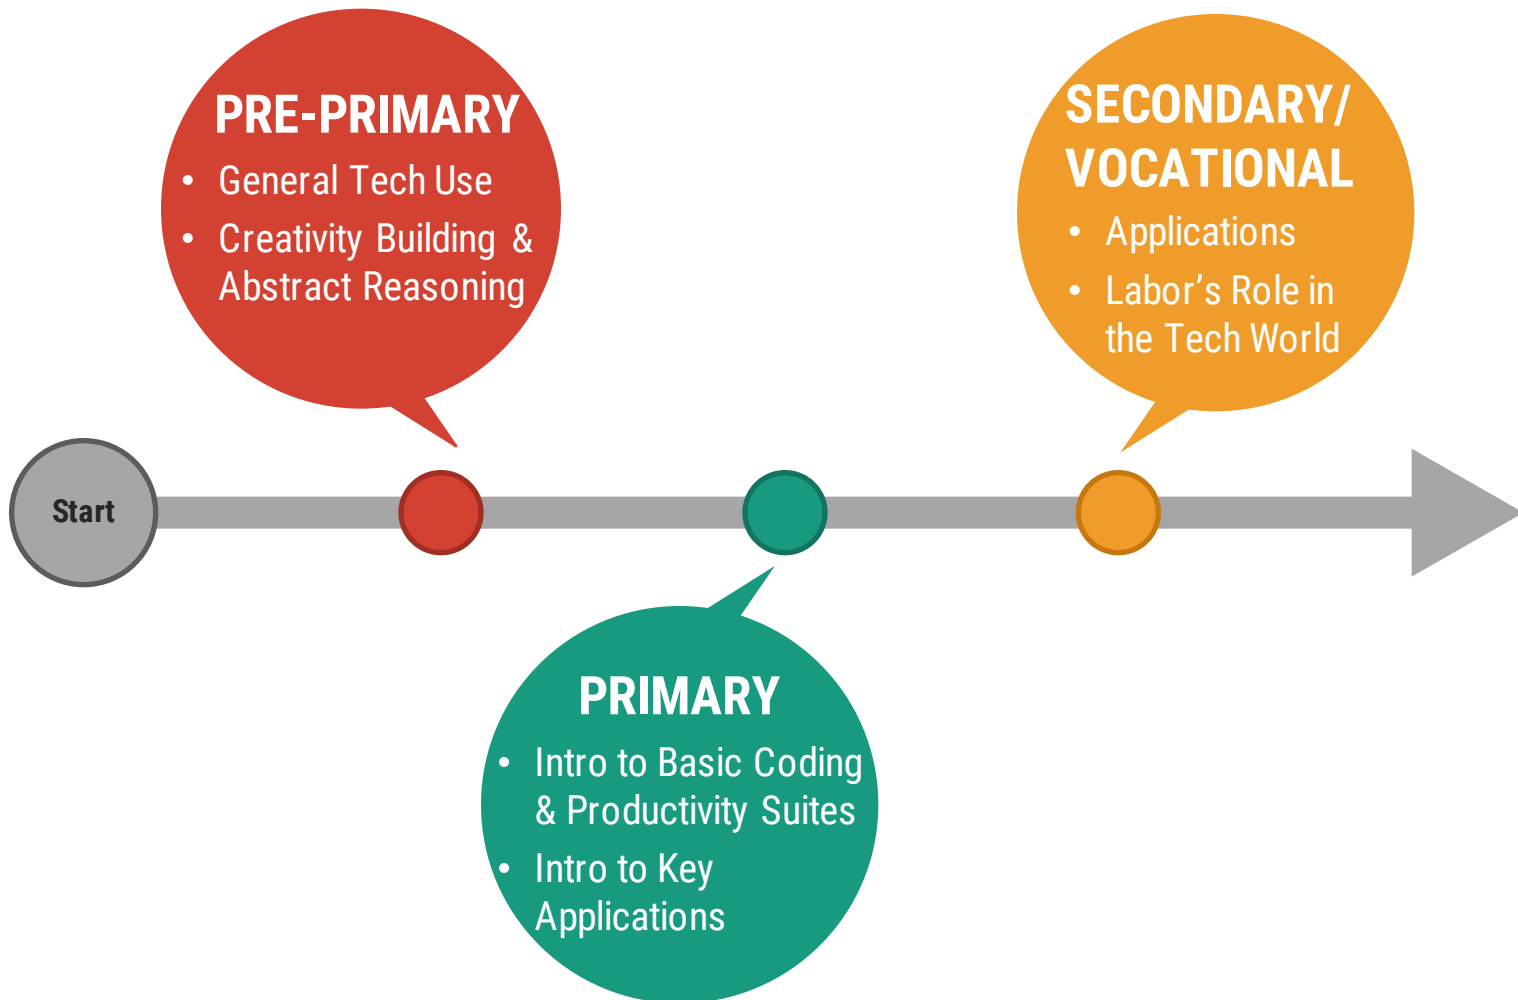 PRE-PRIMARY
• General Tech Use
• Creativity Building &
Abstract Reasoning
SECONDARY/
VOCATIONAL
• Applications
• Labor’s Role in
the Tech World
Start
PRIMARY
• Intro to Basic Coding
& Productivity Suites
• Intro to Key
Applications